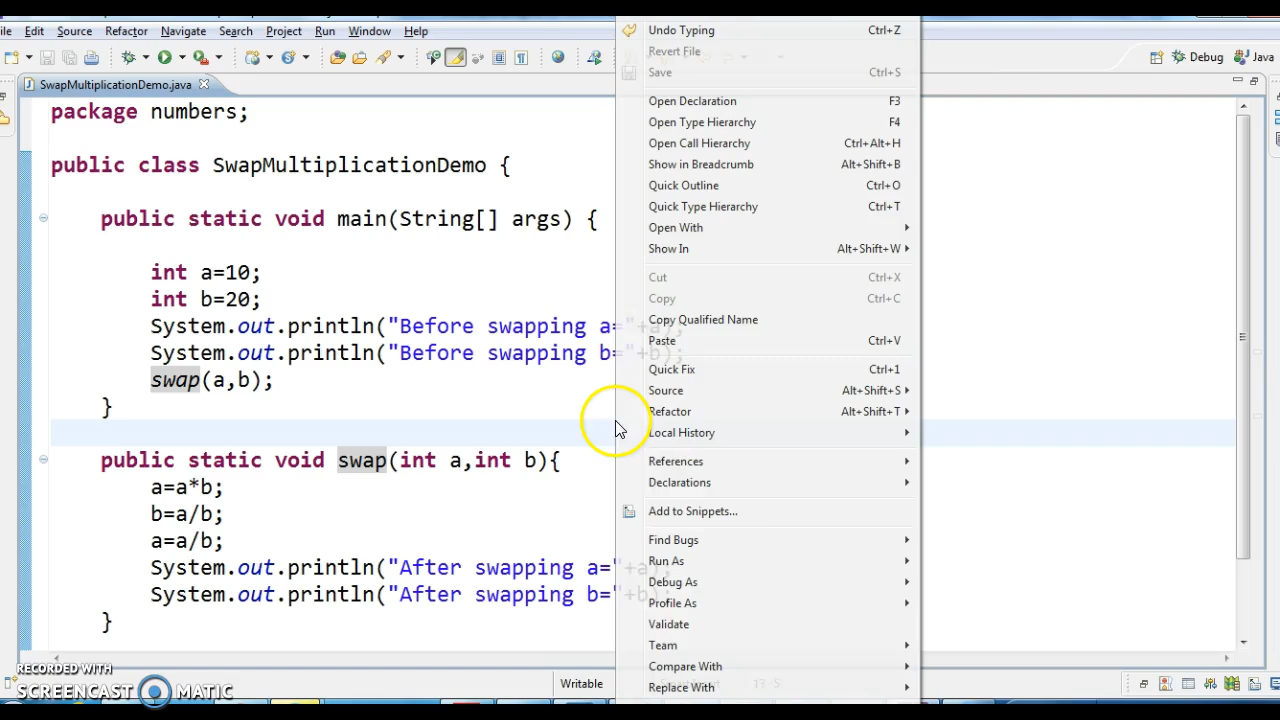 ile Edit Source Refactor Navigate Search Project Run Window Help
Debug Java
SwapMultiplicationDemo.java
package numbers;
public class SwapMultiplicationDemo {
public static void main(String[] args) {
int a=10;
int b=20;
System.out.println("Before swapping a="+a);
System.out.println("Before swapping b="+b);
swap(a,b);
}
public static void swap(int a,int b){
a=a*b;
b=a/b;
a=a/b;
System.out.println("After swapping a="+a);
System.out.println("After swapping b="+b);
}
Undo Typing Ctrl+Z
Revert File
Save Ctrl+S
Open Declaration F3
Open Type Hierarchy F4
Open Call Hierarchy Ctrl+Alt+H
Show in Breadcrumb Alt+Shift+B
Quick Outline Ctrl+O
Quick Type Hierarchy Ctrl+T
Open With
Show In Alt+Shift+W
Cut Ctrl+X
Copy Ctrl+C
Copy Qualified Name
Paste Ctrl+V
Quick Fix Ctrl+1
Source Alt+Shift+S
Refactor Alt+Shift+T
Local History
References
Declarations
Add to Snippets...
Find Bugs
Run As
Debug As
Profile As
Validate
Team
Compare With
Replace With
Writable
RECORDED WITH
SCREENCAST MATIC